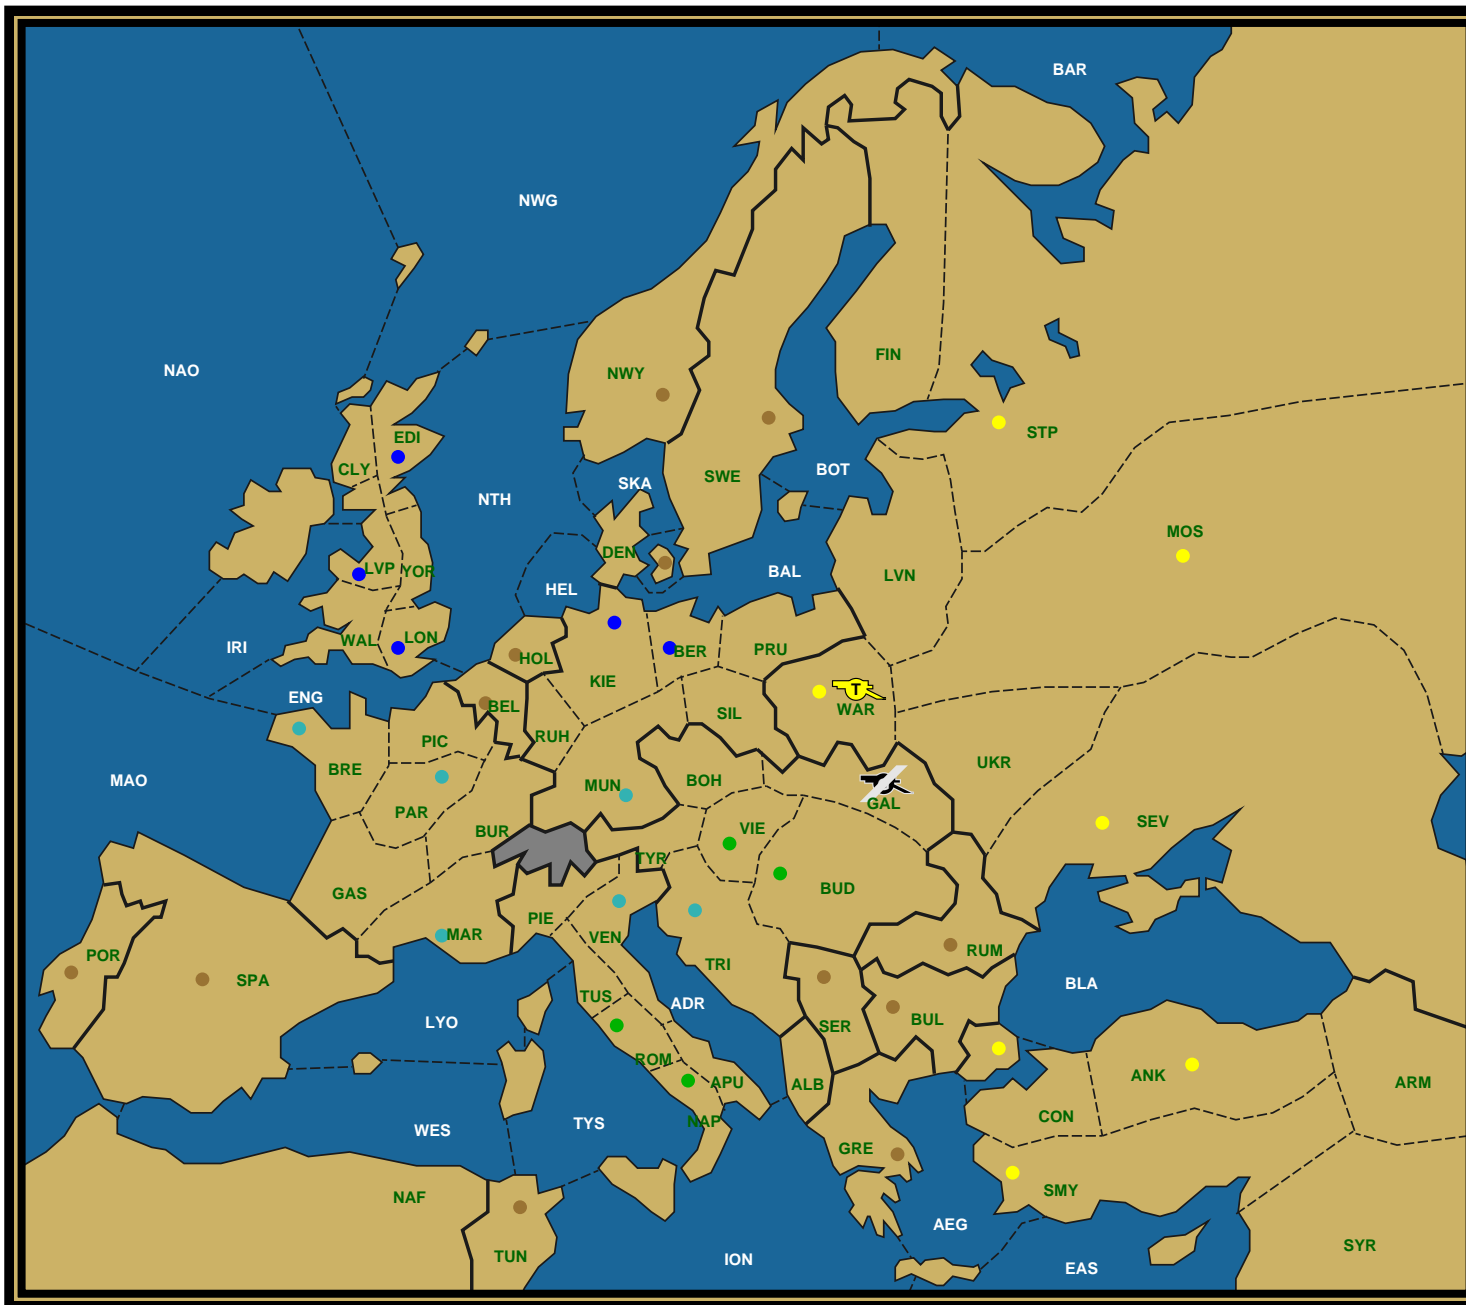 BAR
NWG
NAO
FIN
NWY
STP
EDI
CLY
SWE
BOT
SKA
NTH
MOS
DEN
LVP
YOR
BAL
LVN
HEL
IRI
WAL
LON
HOL
KIE
BER
PRU
ENG
BEL
SIL
T
WAR
RUH
PIC
BRE
UKR
MAO
MUN
BOH
GAL
PAR
BUR
VIE
SEV
TYR
GAS
BUD
PIE
MAR
VEN
POR
SPA
TRI
RUM
BLA
TUS
ADR
LYO
SER
BUL
ROM
APU
ALB
ANK
ARM
CON
NAP
WES
TYS
GRE
NAF
SMY
AEG
TUN
ION
EAS
SYR